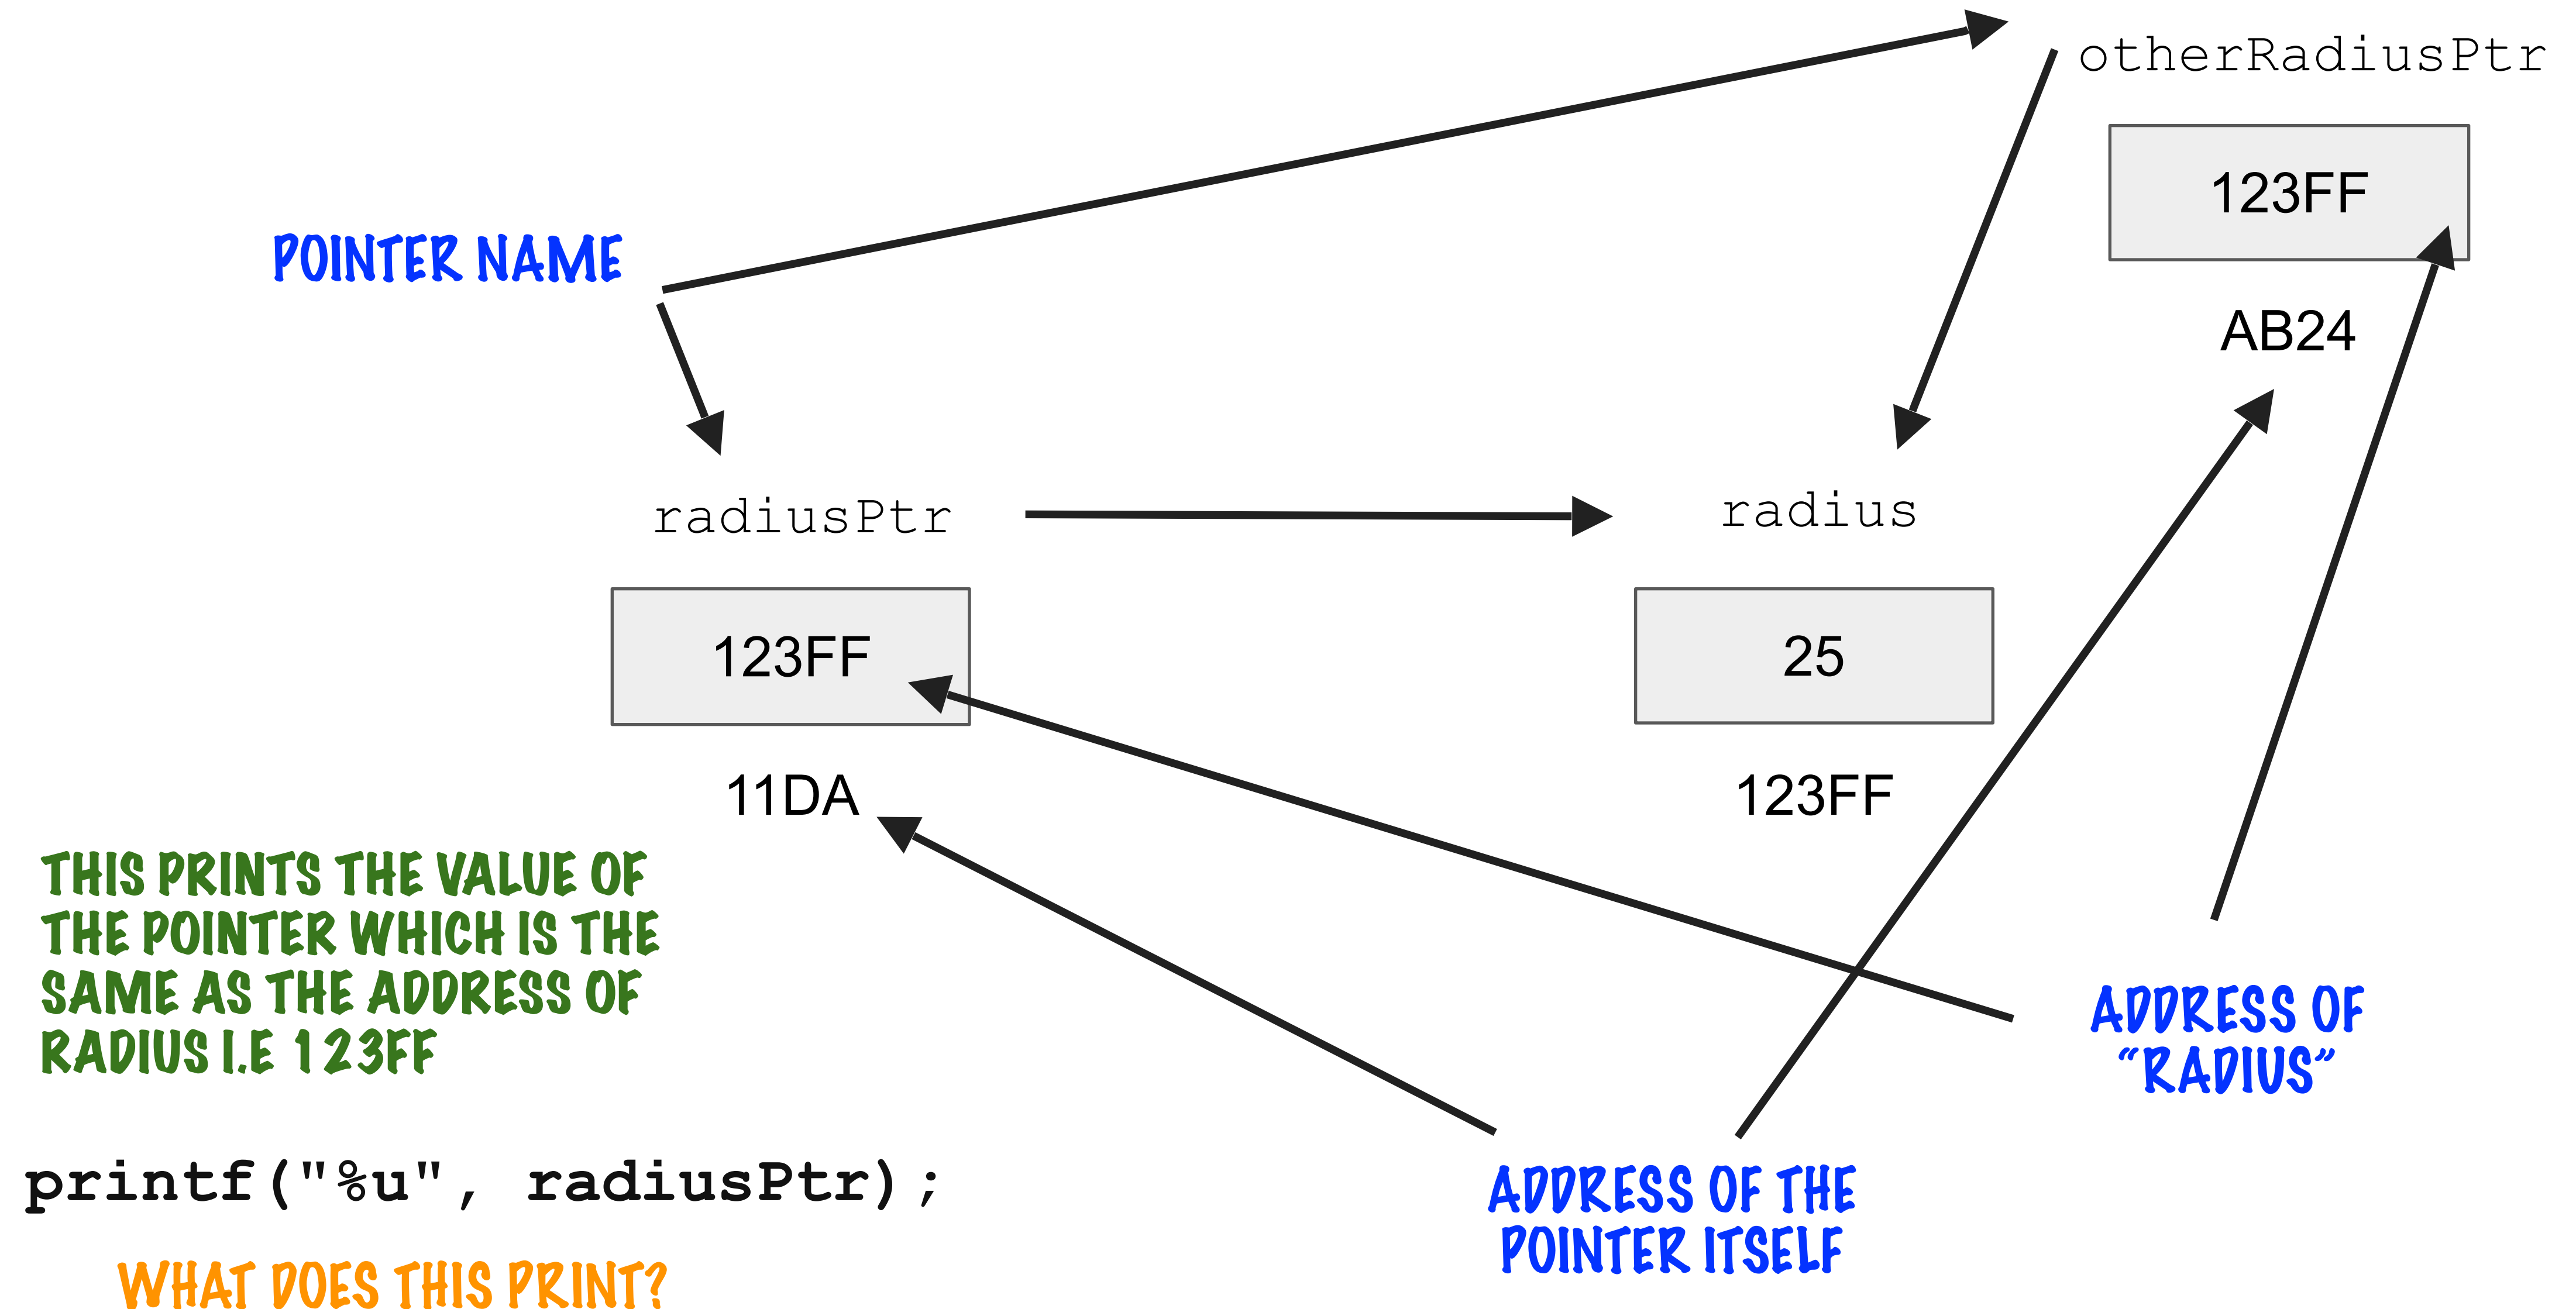 otherRadiusPtr
123FF
AB24
POINTER NAME
radiusPtr
radius
123FF
25
11DA
123FF
THIS PRINTS THE VALUE OF
THE POINTER WHICH IS THE
SAME AS THE ADDRESS OF
RADIUS I.E 123FF
ADDRESS OF
“RADIUS”
printf("%u", radiusPtr);
ADDRESS OF THE
POINTER ITSELF
WHAT DOES THIS PRINT?